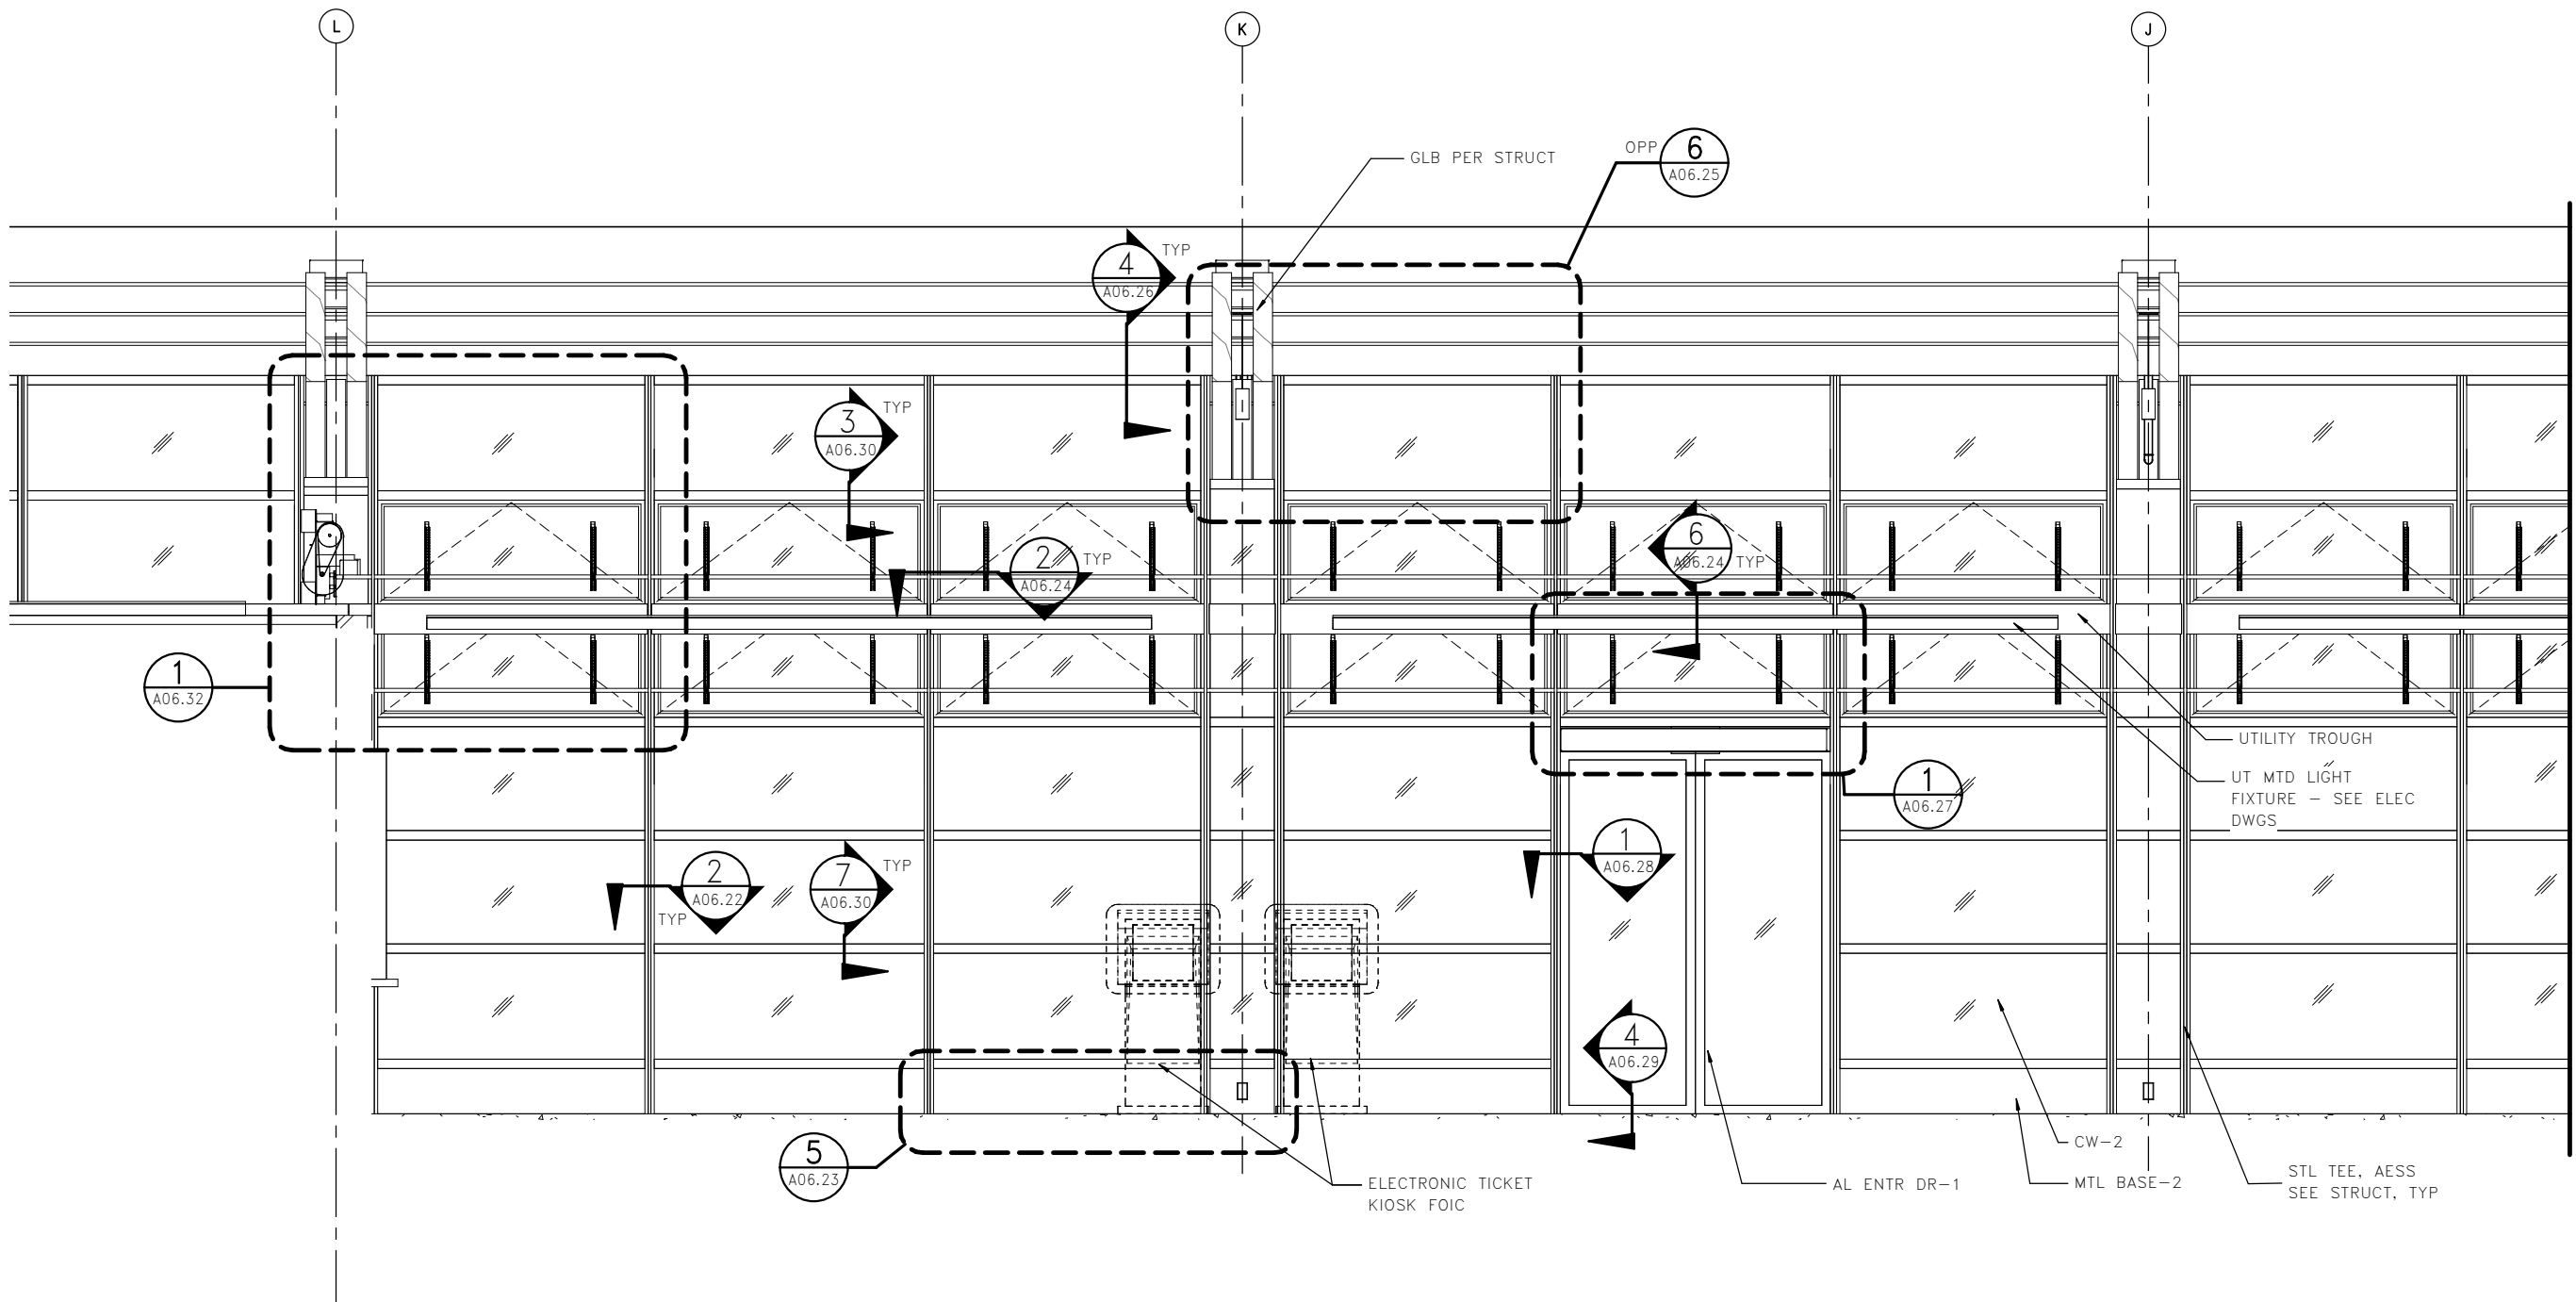 L
K
J
GLB PER STRUCT
OPP
6
A06.25
4
A06.26
TYP
3
A06.30
TYP
2
A06.24
TYP
6
A06.24
TYP
1
A06.32
UTILITY TROUGH
UT MTD LIGHT
FIXTURE – SEE ELEC
DWGS
1
A06.27
1
A06.28
2
A06.22
TYP
7
A06.30
TYP
4
A06.29
5
A06.23
ELECTRONIC TICKET
KIOSK FOIC
AL ENTR DR–1
CW–2
MTL BASE–2
STL TEE, AESS
SEE STRUCT, TYP